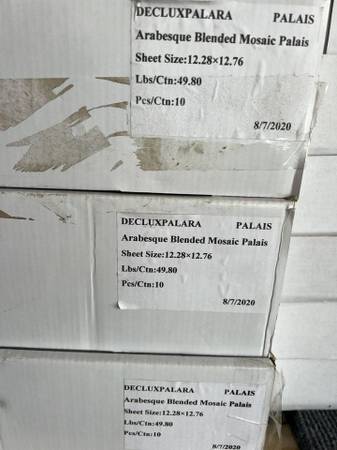 DECLUXPALARA PALAIS
Arabesque Blended Mosaic Palais
Sheet Size:12.28×12.76
Lbs/Ctn:49.80
Pcs/Ctn:10
8/7/2020
DECLUXPALARA PALAIS
Arabesque Blended Mosaic Palais
Sheet Size:12.28×12.76
Lbs/Ctn:49.80
Pcs/Ctn:10
8/7/2020
DECLUXPALARA PALAIS
Arabesque Blended Mosaic Palais
Sheet Size:12.28×12.76
Lbs/Ctn:49.80
Pcs/Ctn:10
8/7/2020